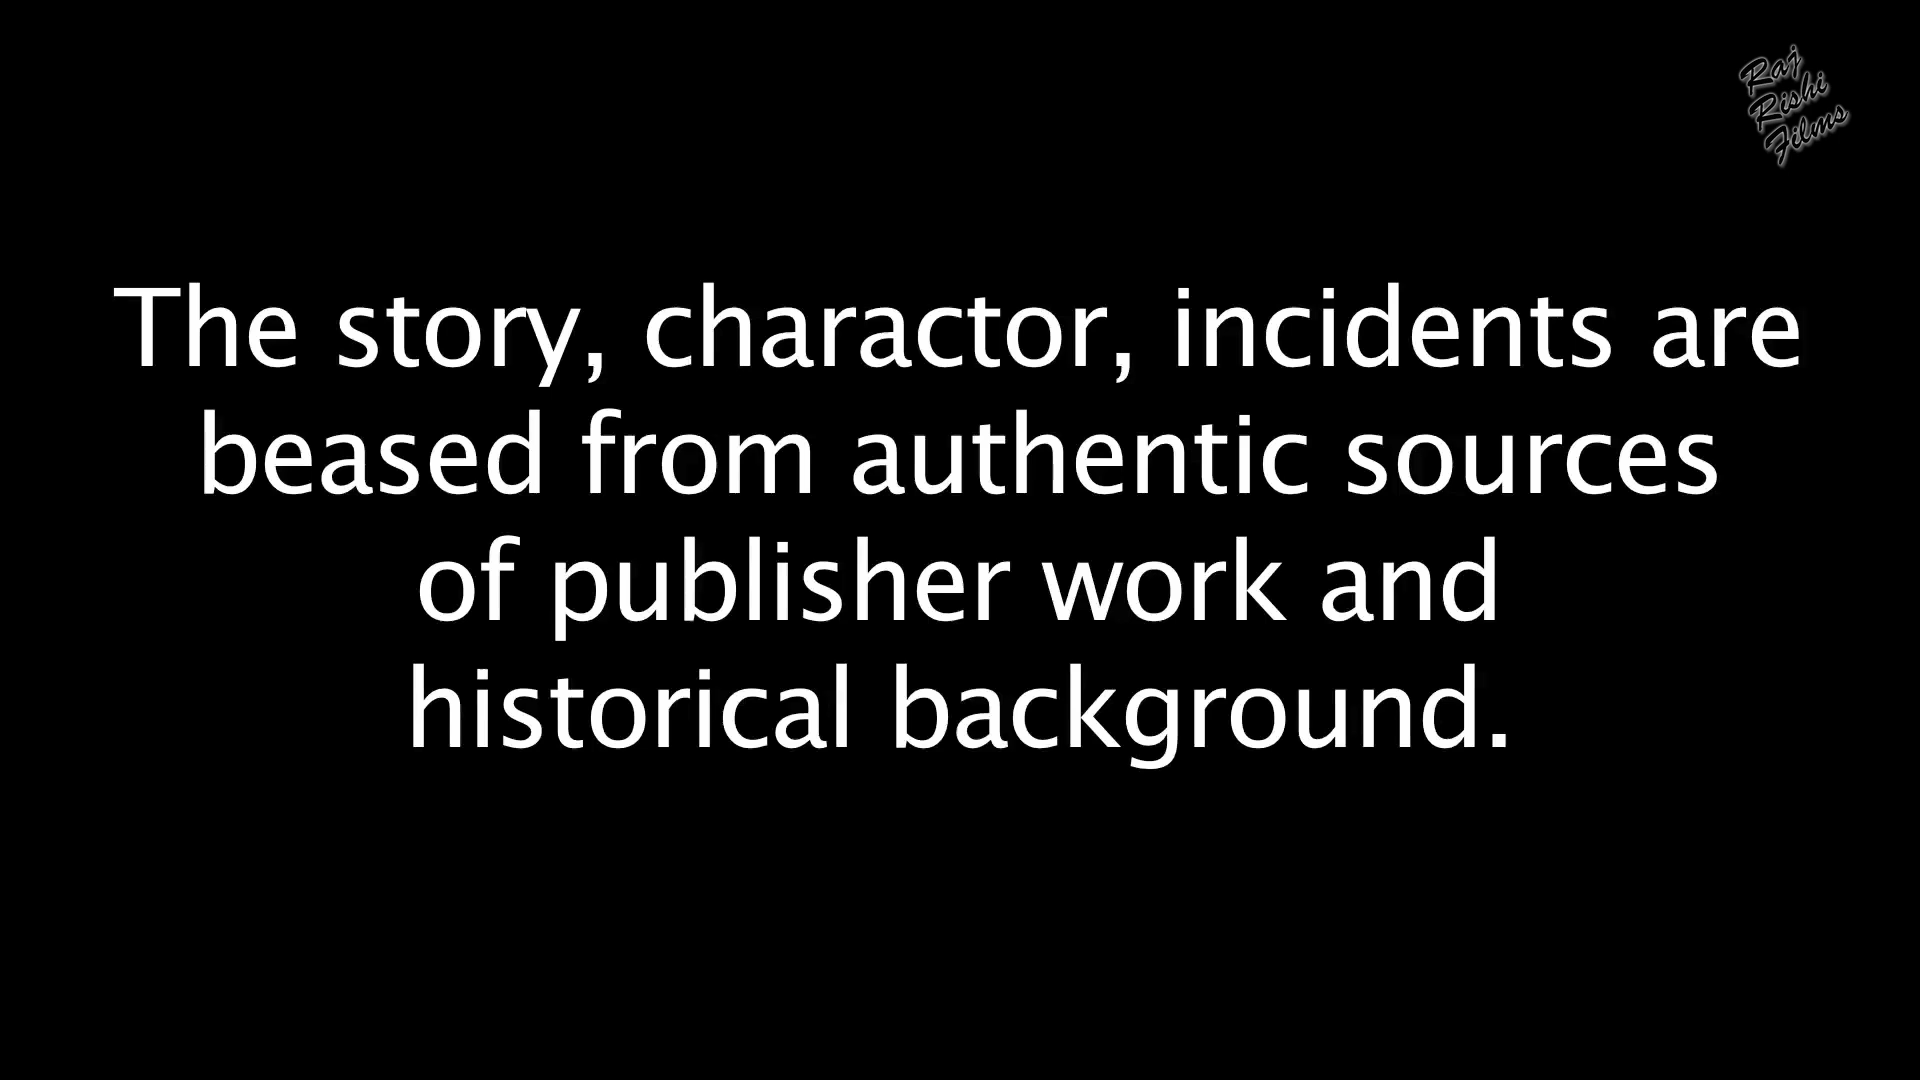 Raj
Rishi
Films
The story, charactor, incidents are
beased from authentic sources
of publisher work and
historical background.